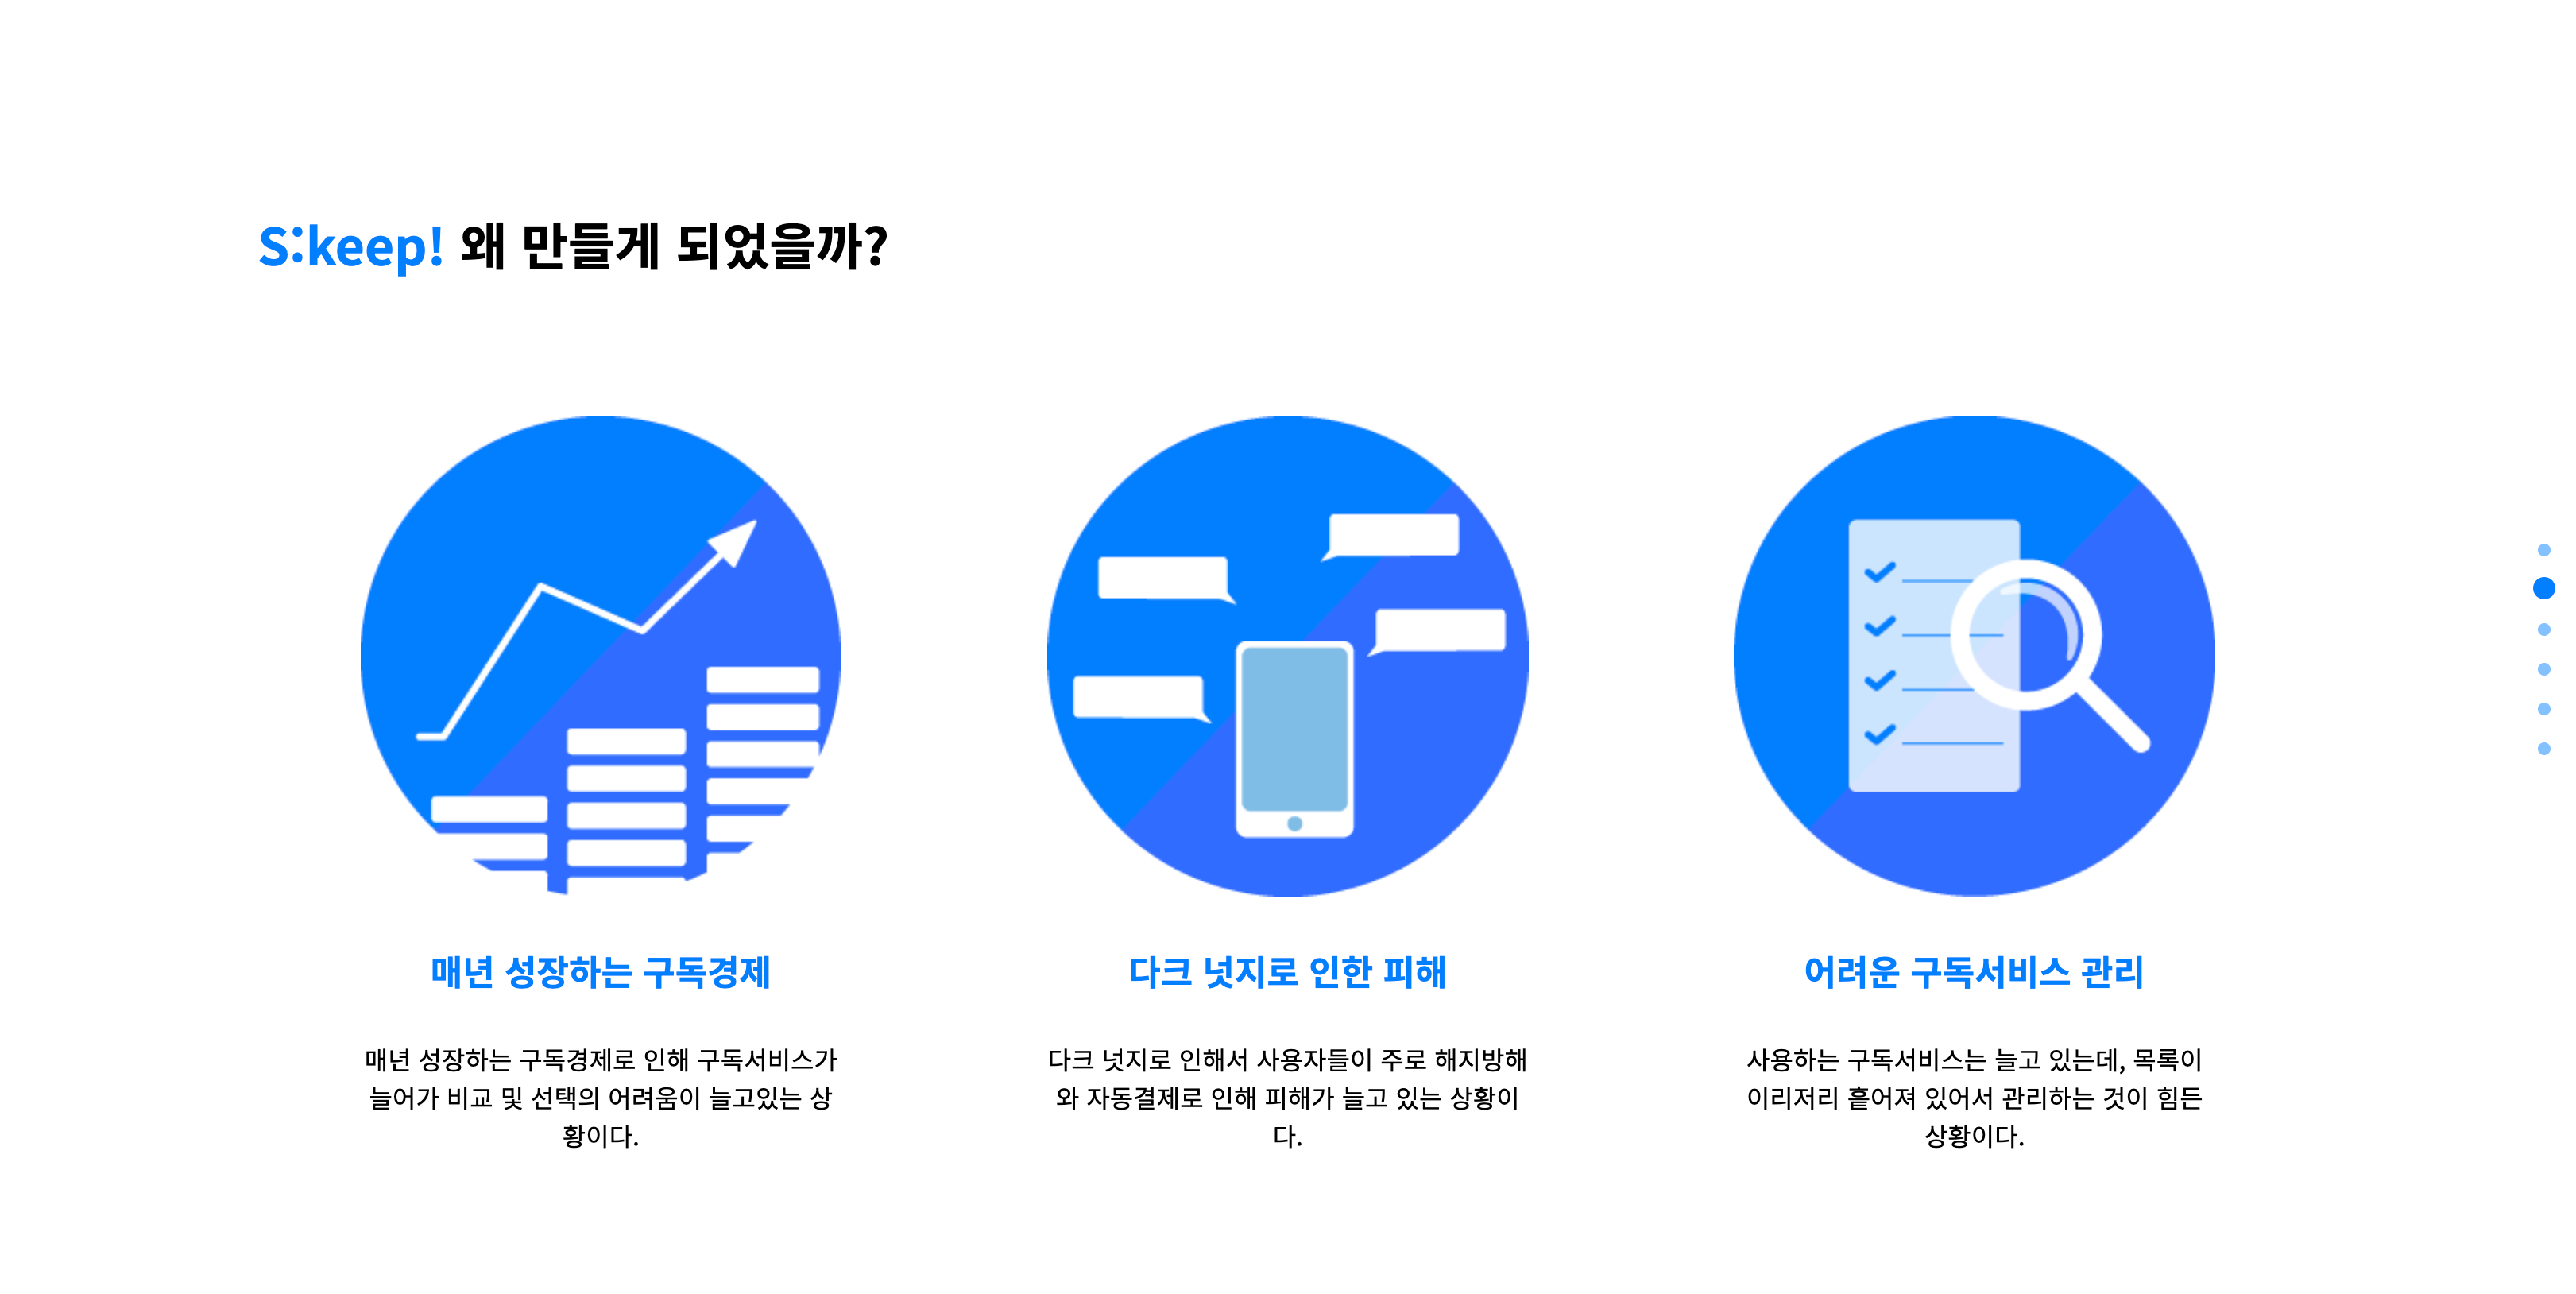 S:keep! 왜 만들게 되었을까?
매년 성장하는 구독경제
매년 성장하는 구독경제로 인해 구독서비스가
늘어가 비교 및 선택의 어려움이 늘고있는 상
황이다.
다크 넛지로 인한 피해
다크 넛지로 인해서 사용자들이 주로 해지방해
와 자동결제로 인해 피해가 늘고 있는 상황이
다.
어려운 구독서비스 관리
사용하는 구독서비스는 늘고 있는데, 목록이
이리저리 흩어져 있어서 관리하는 것이 힘든
상황이다.